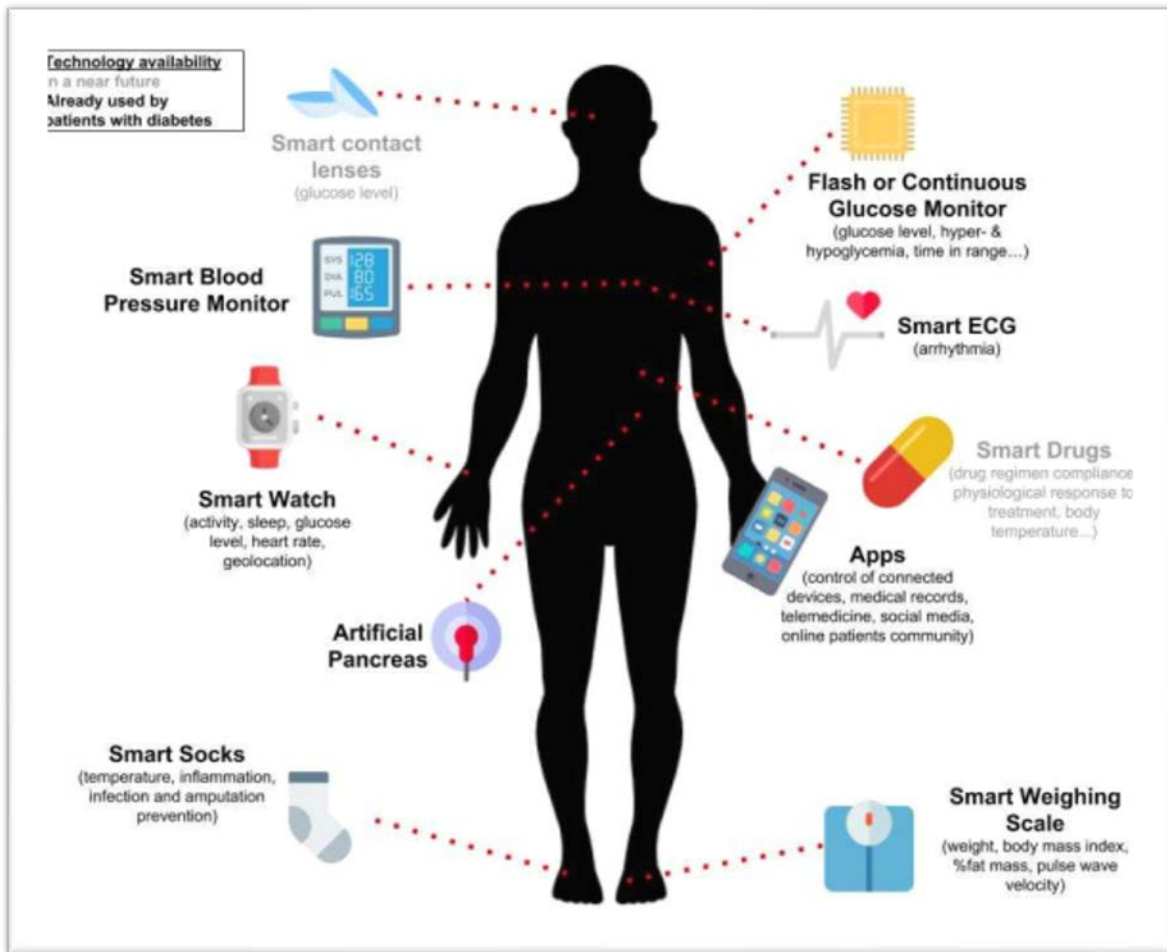 Technology availability
in a near future
Already used by
patients with diabetes
Smart contact
lenses
(glucose level)
Flash or Continuous
Glucose Monitor
(glucose level, hyper- &
hypoglycemia, time in range...)
Smart Blood
Pressure Monitor
SYS 128
DIA 80
PUL 165
Smart ECG
(arrhythmia)
Smart Watch
(activity, sleep, glucose
level, heart rate,
geolocation)
Smart Drugs
(drug regimen compliance
physiological response to
treatment, body
temperature...)
Apps
(control of connected
devices, medical records,
telemedicine, social media,
online patients community)
Artificial
Pancreas
Smart Socks
(temperature, inflammation,
infection and amputation
prevention)
Smart Weighing
Scale
(weight, body mass index,
%fat mass, pulse wave
velocity)